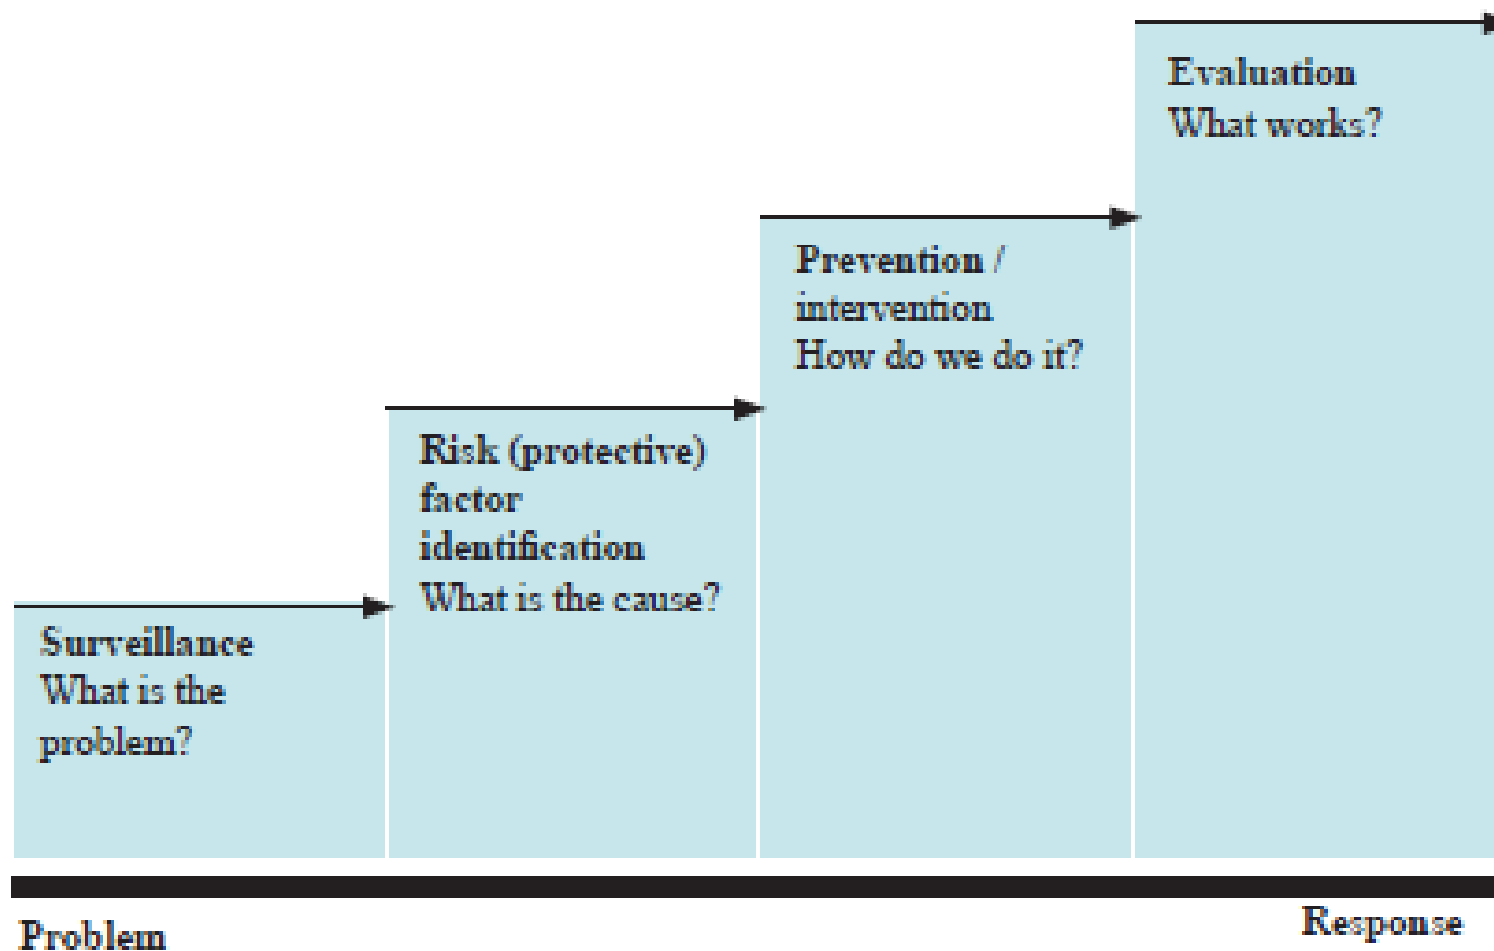 Surveillance
What is the
problem?
Risk (protective)
factor
identification
What is the cause?
Prevention /
intervention
How do we do it?
Evaluation
What works?
Problem
Response